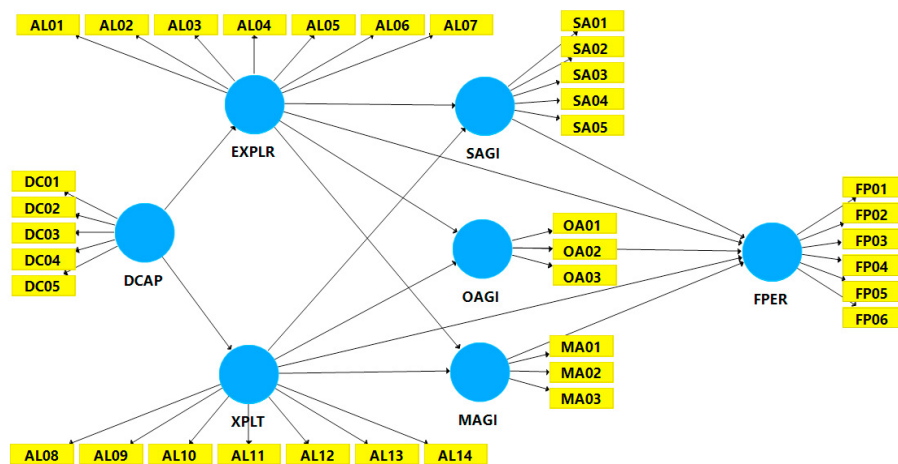 AL01
AL02
AL03
AL04
AL05
AL06
AL07
SA01
SA02
SA03
SA04
SA05
EXPLR
SAGI
DC01
DC02
DC03
DC04
DC05
DCAP
OA01
OA02
OA03
OAGI
FP01
FP02
FP03
FP04
FP05
FP06
FPER
MA01
MA02
MA03
MAGI
XPLT
AL08
AL09
AL10
AL11
AL12
AL13
AL14